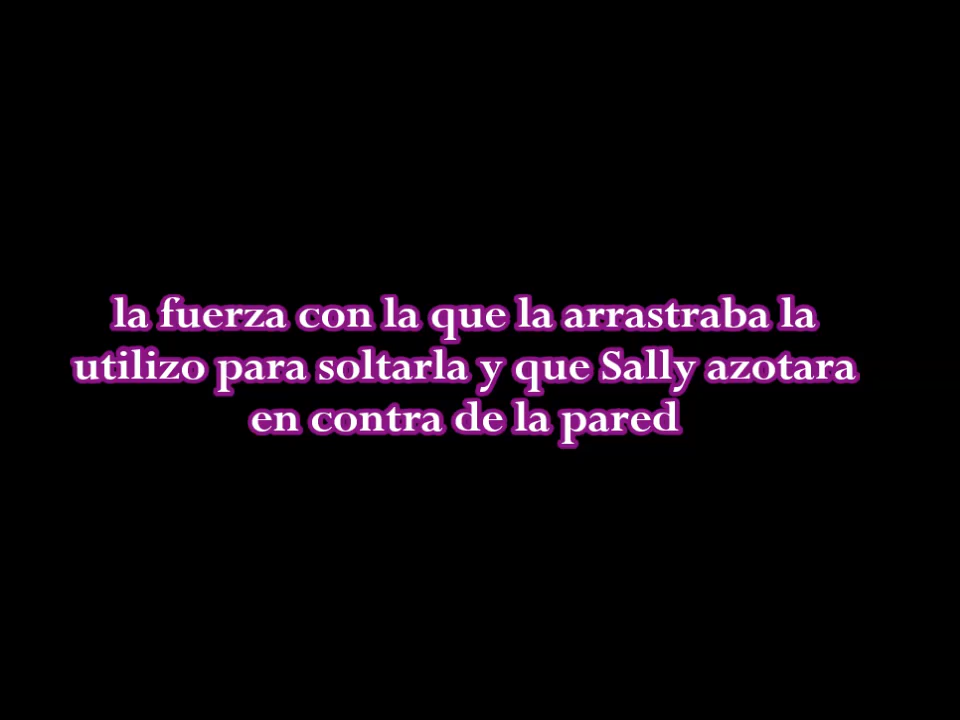 la fuerza con la que la arrastraba la
utilizo para soltarla y que Sally azotara
en contra de la pared